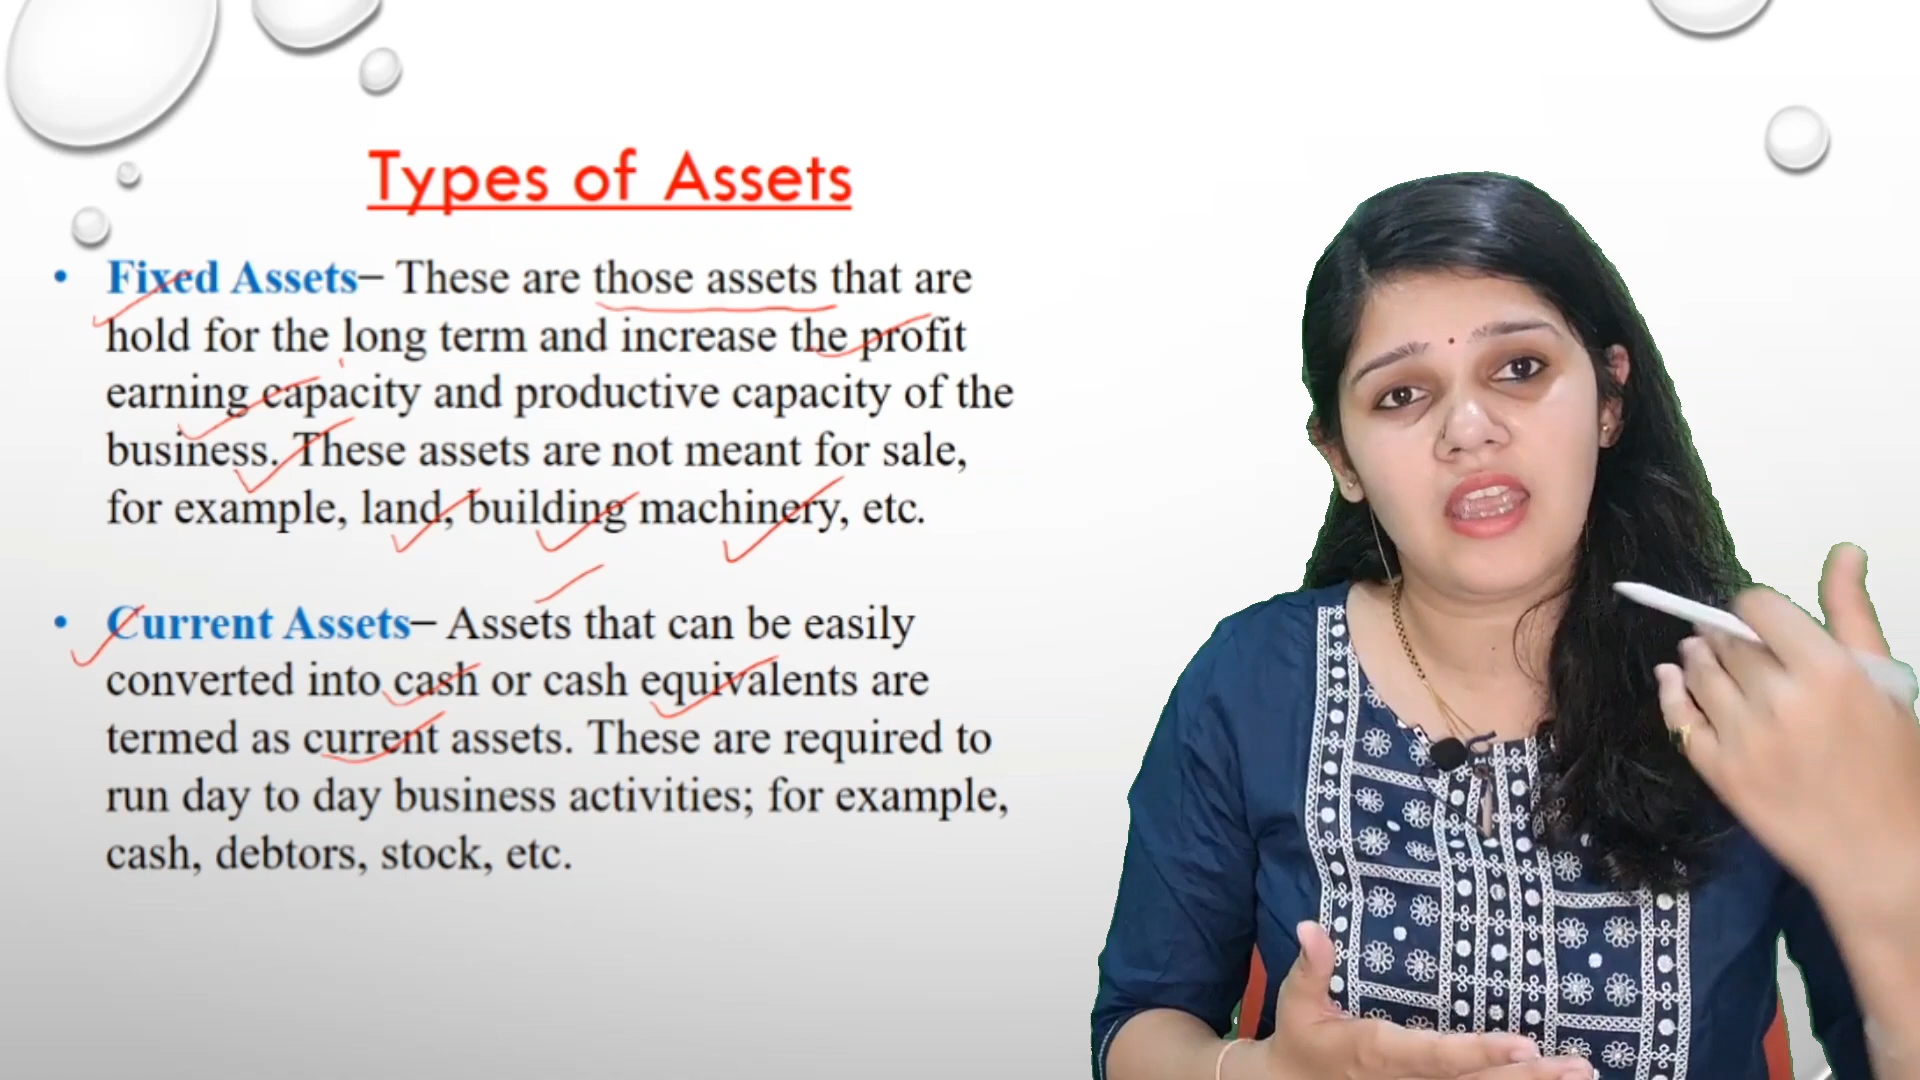 Types of Assets
• Fixed Assets– These are those assets that are
hold for the long term and increase the profit
earning capacity and productive capacity of the
business. These assets are not meant for sale,
for example, land, building machinery, etc.
• Current Assets– Assets that can be easily
converted into cash or cash equivalents are
termed as current assets. These are required to
run day to day business activities; for example,
cash, debtors, stock, etc.